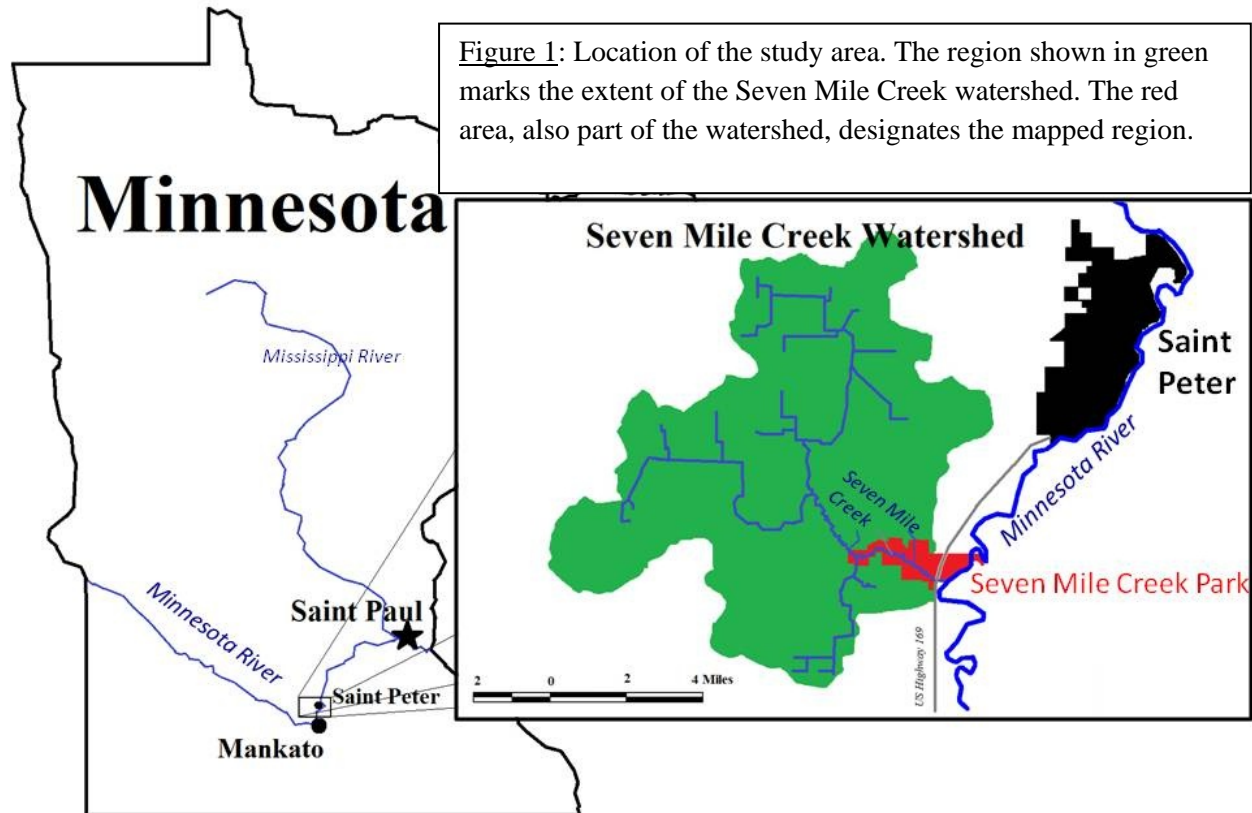 Figure 1: Location of the study area. The region shown in green
marks the extent of the Seven Mile Creek watershed. The red
area, also part of the watershed, designates the mapped region.
Minnesota
Mississippi River
Minnesota River
Saint Paul
Saint Peter
Mankato
Seven Mile Creek Watershed
Saint
Peter
Minnesota River
Seven Mile
Creek
Seven Mile Creek Park
US Highway 169
2 0 2 4 Miles